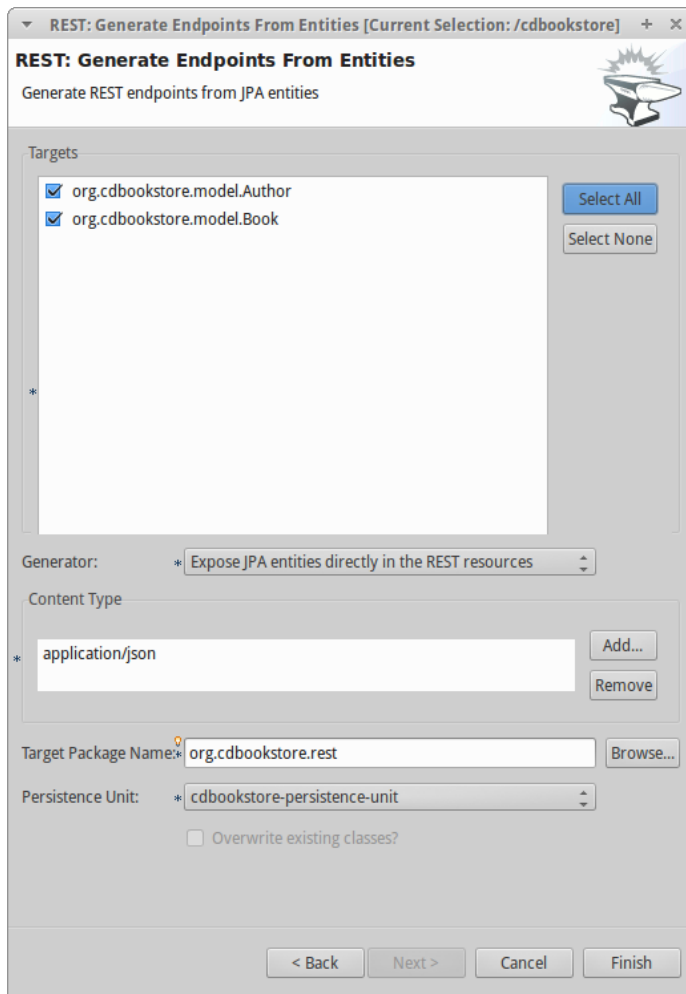 REST: Generate Endpoints From Entities [Current Selection: /cdbookstore]
REST: Generate Endpoints From Entities
Generate REST endpoints from JPA entities
Targets
org.cdbookstore.model.Author
org.cdbookstore.model.Book
Select All
Select None
*
Generator: * Expose JPA entities directly in the REST resources
Content Type
* application/json
Add...
Remove
Target Package Name:* org.cdbookstore.rest Browse...
Persistence Unit: * cdbookstore-persistence-unit
Overwrite existing classes?
< Back Next > Cancel Finish